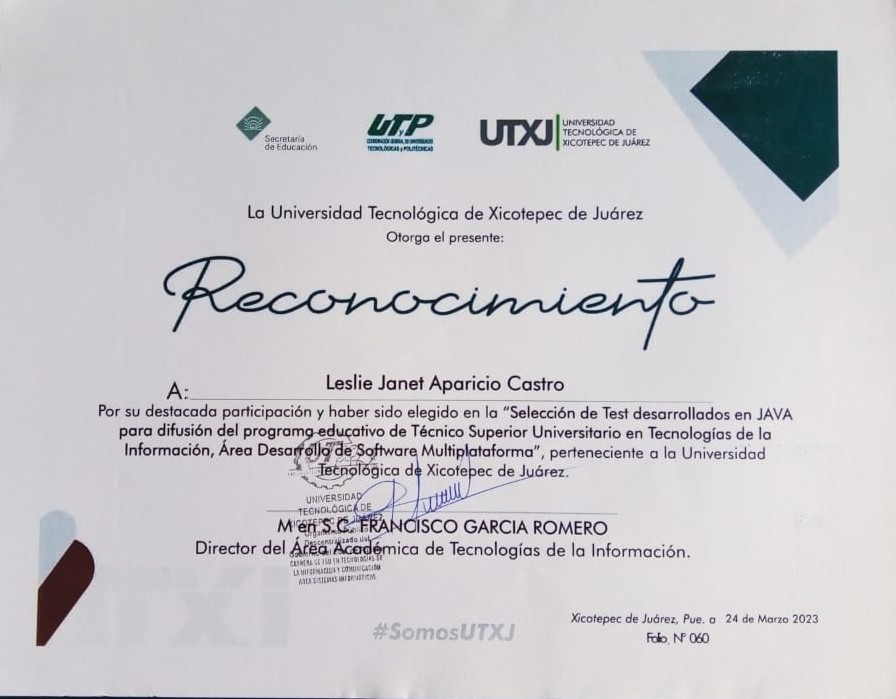 Secretaría
de Educación
UTyP
COORDINACIÓN GENERAL DE UNIVERSIDADES
TECNOLÓGICAS y POLITÉCNICAS
UTXJ
UNIVERSIDAD
TECNOLÓGICA DE
XICOTEPEC DE JUÁREZ
La Universidad Tecnológica de Xicotepec de Juárez
Otorga el presente:
Reconocimiento
A: Leslie Janet Aparicio Castro
Por su destacada participación y haber sido elegido en la “Selección de Test desarrollados en JAVA
para difusión del programa educativo de Técnico Superior Universitario en Tecnologías de la
Información, Área Desarrollo de Software Multiplataforma”, perteneciente a la Universidad
Tecnológica de Xicotepec de Juárez.
UNIVERSIDAD
TECNOLÓGICA DE
XICOTEPEC DE JUÁREZ
Organismo Público
Descentralizado del
M en S.C. FRANCISCO GARCIA ROMERO
Director del Área Académica de Tecnologías de la Información.
CARRERA DE TSU EN TECNOLOGÍAS DE
LA INFORMACIÓN Y COMUNICACIÓN
ÁREA SISTEMAS INFORMÁTICOS
Xicotepec de Juárez, Pue. a 24 de Marzo 2023
#SomosUTXJ
Folio, Nº 060